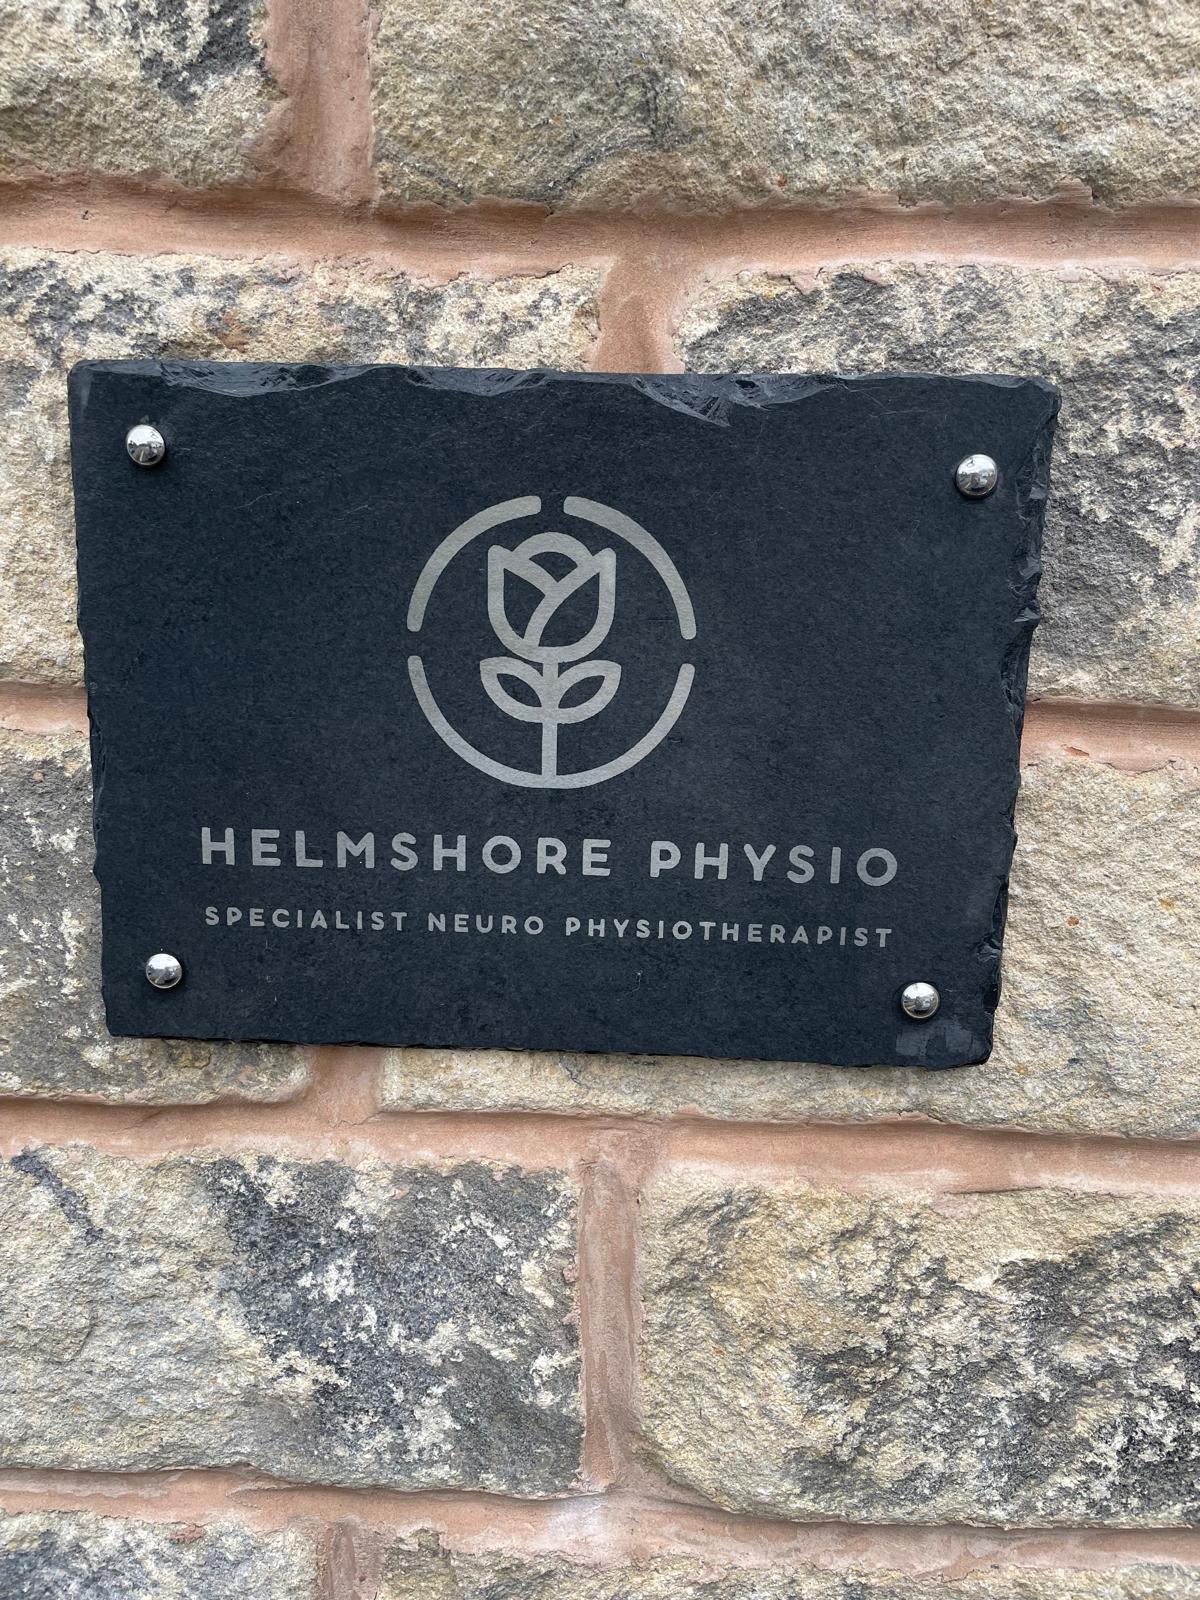 HELMSHORE PHYSIO
SPECIALIST NEURO PHYSIOTHERAPIST